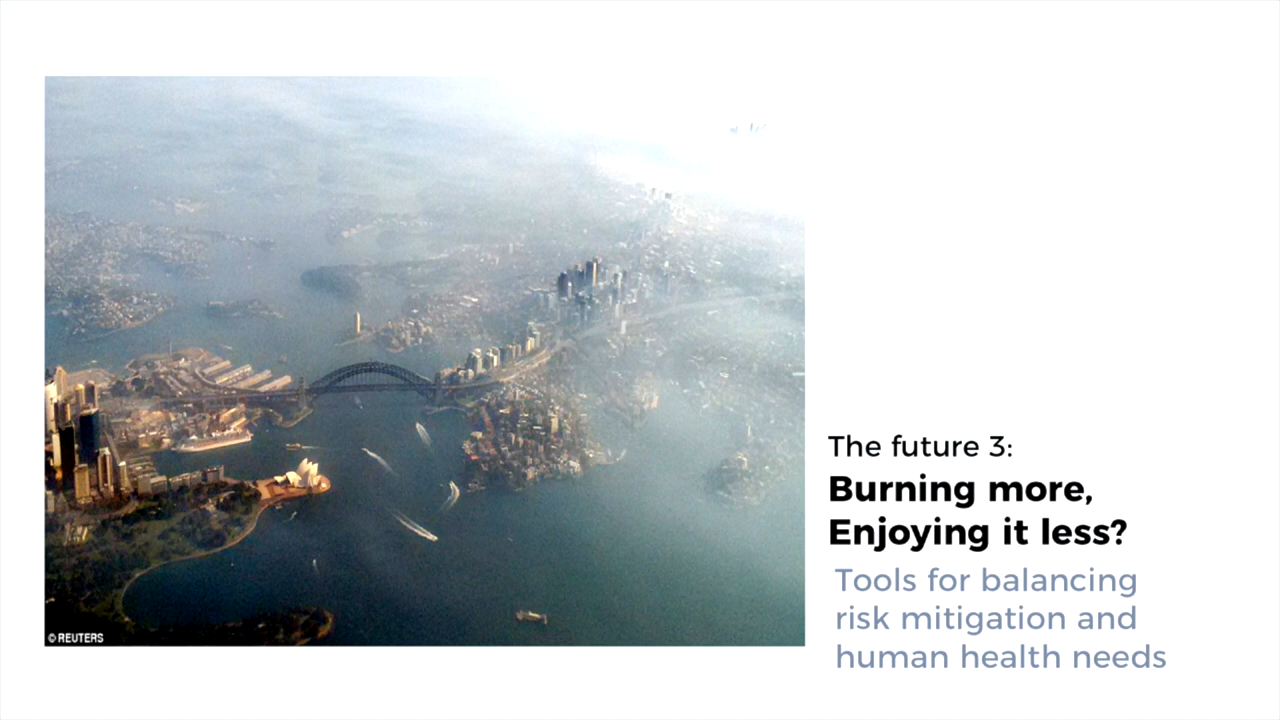 The future 3:
Burning more,
Enjoying it less?
Tools for balancing
risk mitigation and
human health needs
© REUTERS